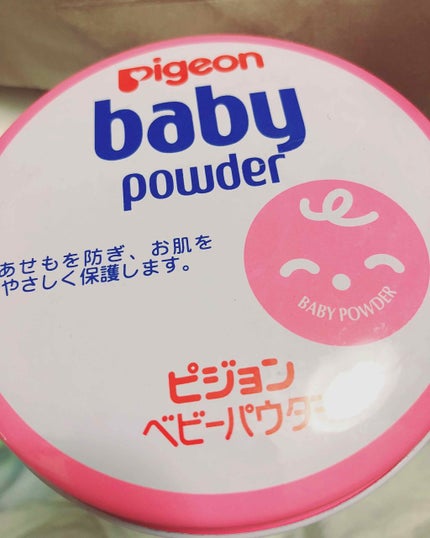 Pigeon
baby
powder
あせもを防ぎ、お肌を
やさしく保護します。
BABY POWDER
ピジョン
ベビーパウダー